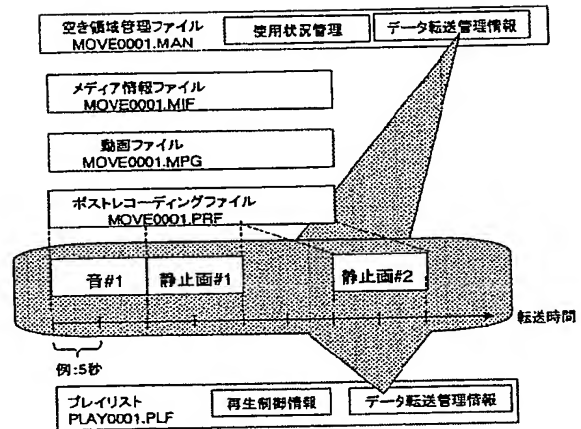 空き領域管理ファイル
MOVE0001.MAN
使用状況管理
データ転送管理情報
メディア情報ファイル
MOVE0001.MIF
動画ファイル
MOVE0001.MPG
ポストレコーディングファイル
MOVE0001.PRF
音#1
静止画#1
静止画#2
転送時間
例:5秒
プレイリスト
PLAY0001.PLF
再生制御情報
データ転送管理情報